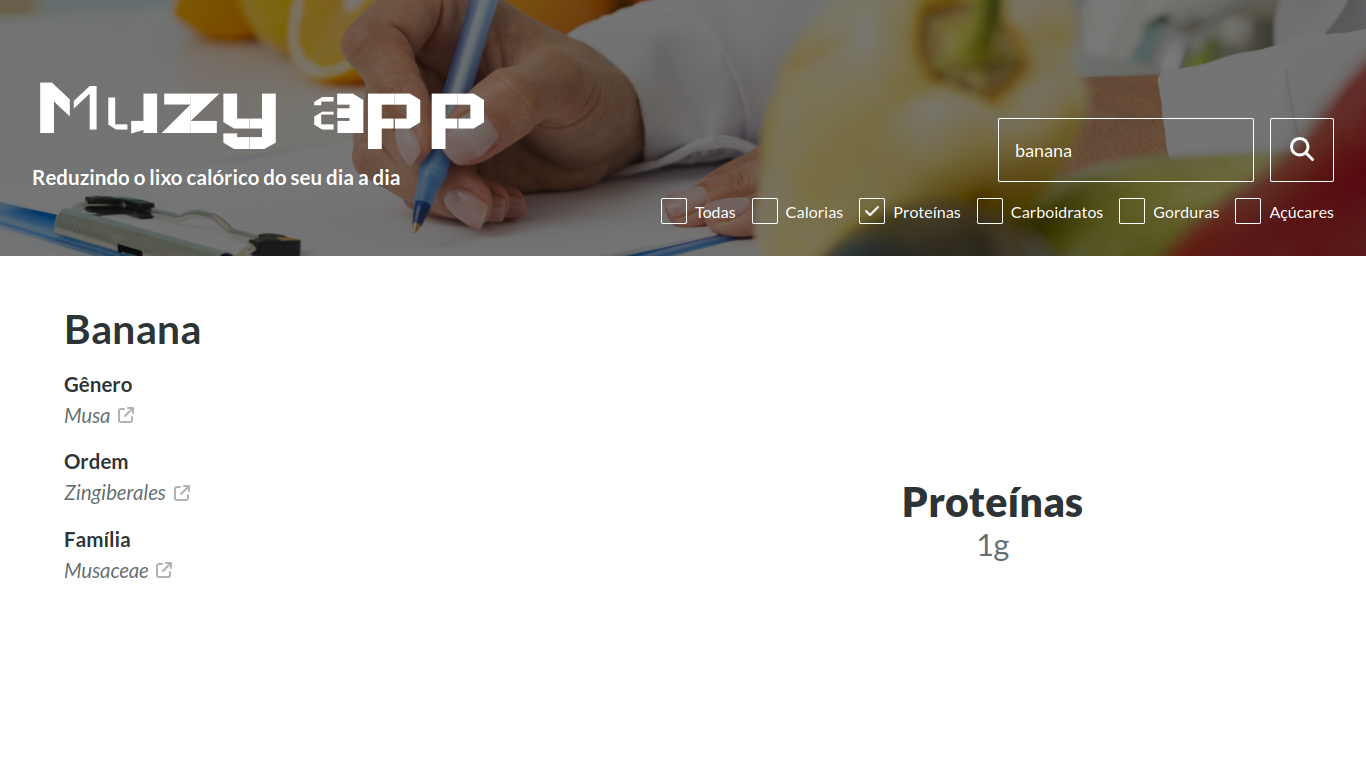 Muzy app
Reduzindo o lixo calórico do seu dia a dia
banana
Todas Calorias Proteínas Carboidratos Gorduras Açúcares
Banana
Gênero
Musa
Ordem
Zingiberales
Família
Musaceae
Proteínas
1g